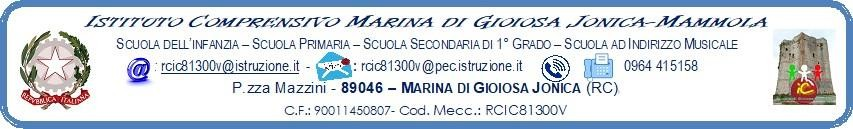 ISTITUTO COMPRENSIVO MARINA DI GIOIOSA JONICA-MAMMOLA
SCUOLA DELL'INFANZIA – SCUOLA PRIMARIA – SCUOLA SECONDARIA DI 1° GRADO – SCUOLA AD INDIRIZZO MUSICALE
@ : rcic81300v@istruzione.it - : rcic81300v@pec.istruzione.it 0964 415158
P.zza Mazzini - 89046 – MARINA DI GIOIOSA JONICA (RC)
C.F.: 90011450807- Cod. Mecc.: RCIC81300V
REPVBBLICA ITALIANA
iC